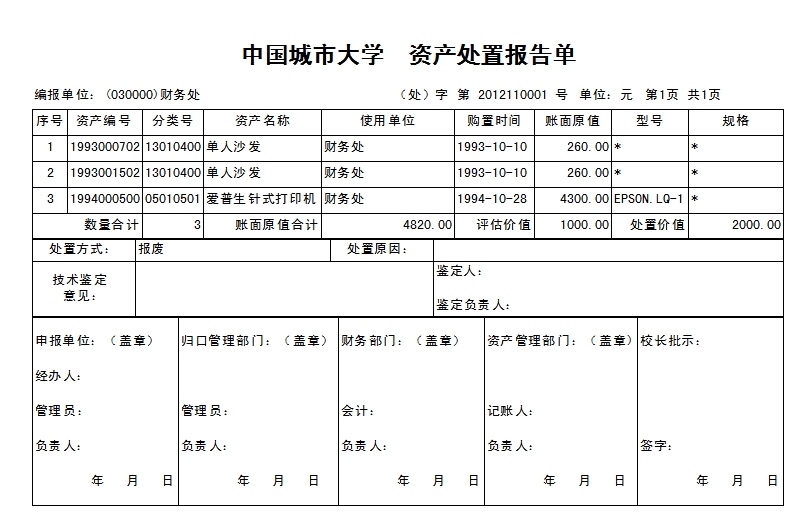 中国城市大学 资产处置报告单
编报单位：(030000)财务处 （处）字 第 2012110001 号 单位：元 第1页 共1页
序号 资产编号 分类号 资产名称 使用单位 购置时间 账面原值 型号 规格
1 1993000702 13010400 单人沙发 财务处 1993-10-10 260.00 * *
2 1993001502 13010400 单人沙发 财务处 1993-10-10 260.00 * *
3 1994000500 05010501 爱普生针式打印机 财务处 1994-10-28 4300.00 EPSON.LQ-1 *
数量合计 3 账面原值合计 4820.00 评估价值 1000.00 处置价值 2000.00
处置方式： 报废 处置原因：
技术鉴定
意见：
鉴定人：
鉴定负责人：
申报单位：（盖章） 归口管理部门：（盖章） 财务部门：（盖章） 资产管理部门：（盖章） 校长批示：
经办人：
管理员： 管理员： 会计： 记账人：
负责人： 负责人： 负责人： 负责人： 签字：
年 月 日 年 月 日 年 月 日 年 月 日 年 月 日